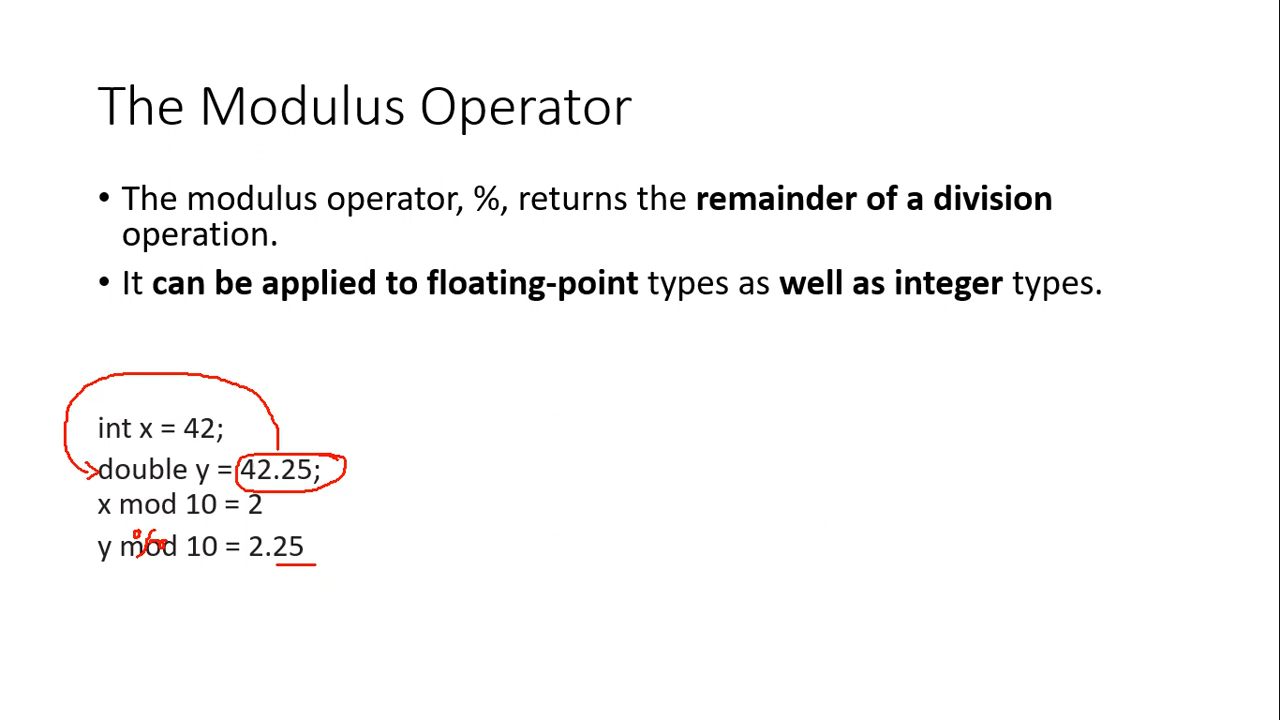 The Modulus Operator
• The modulus operator, %, returns the remainder of a division
operation.
• It can be applied to floating-point types as well as integer types.
int x = 42;
double y = 42.25;
x mod 10 = 2
%
y mod 10 = 2.25